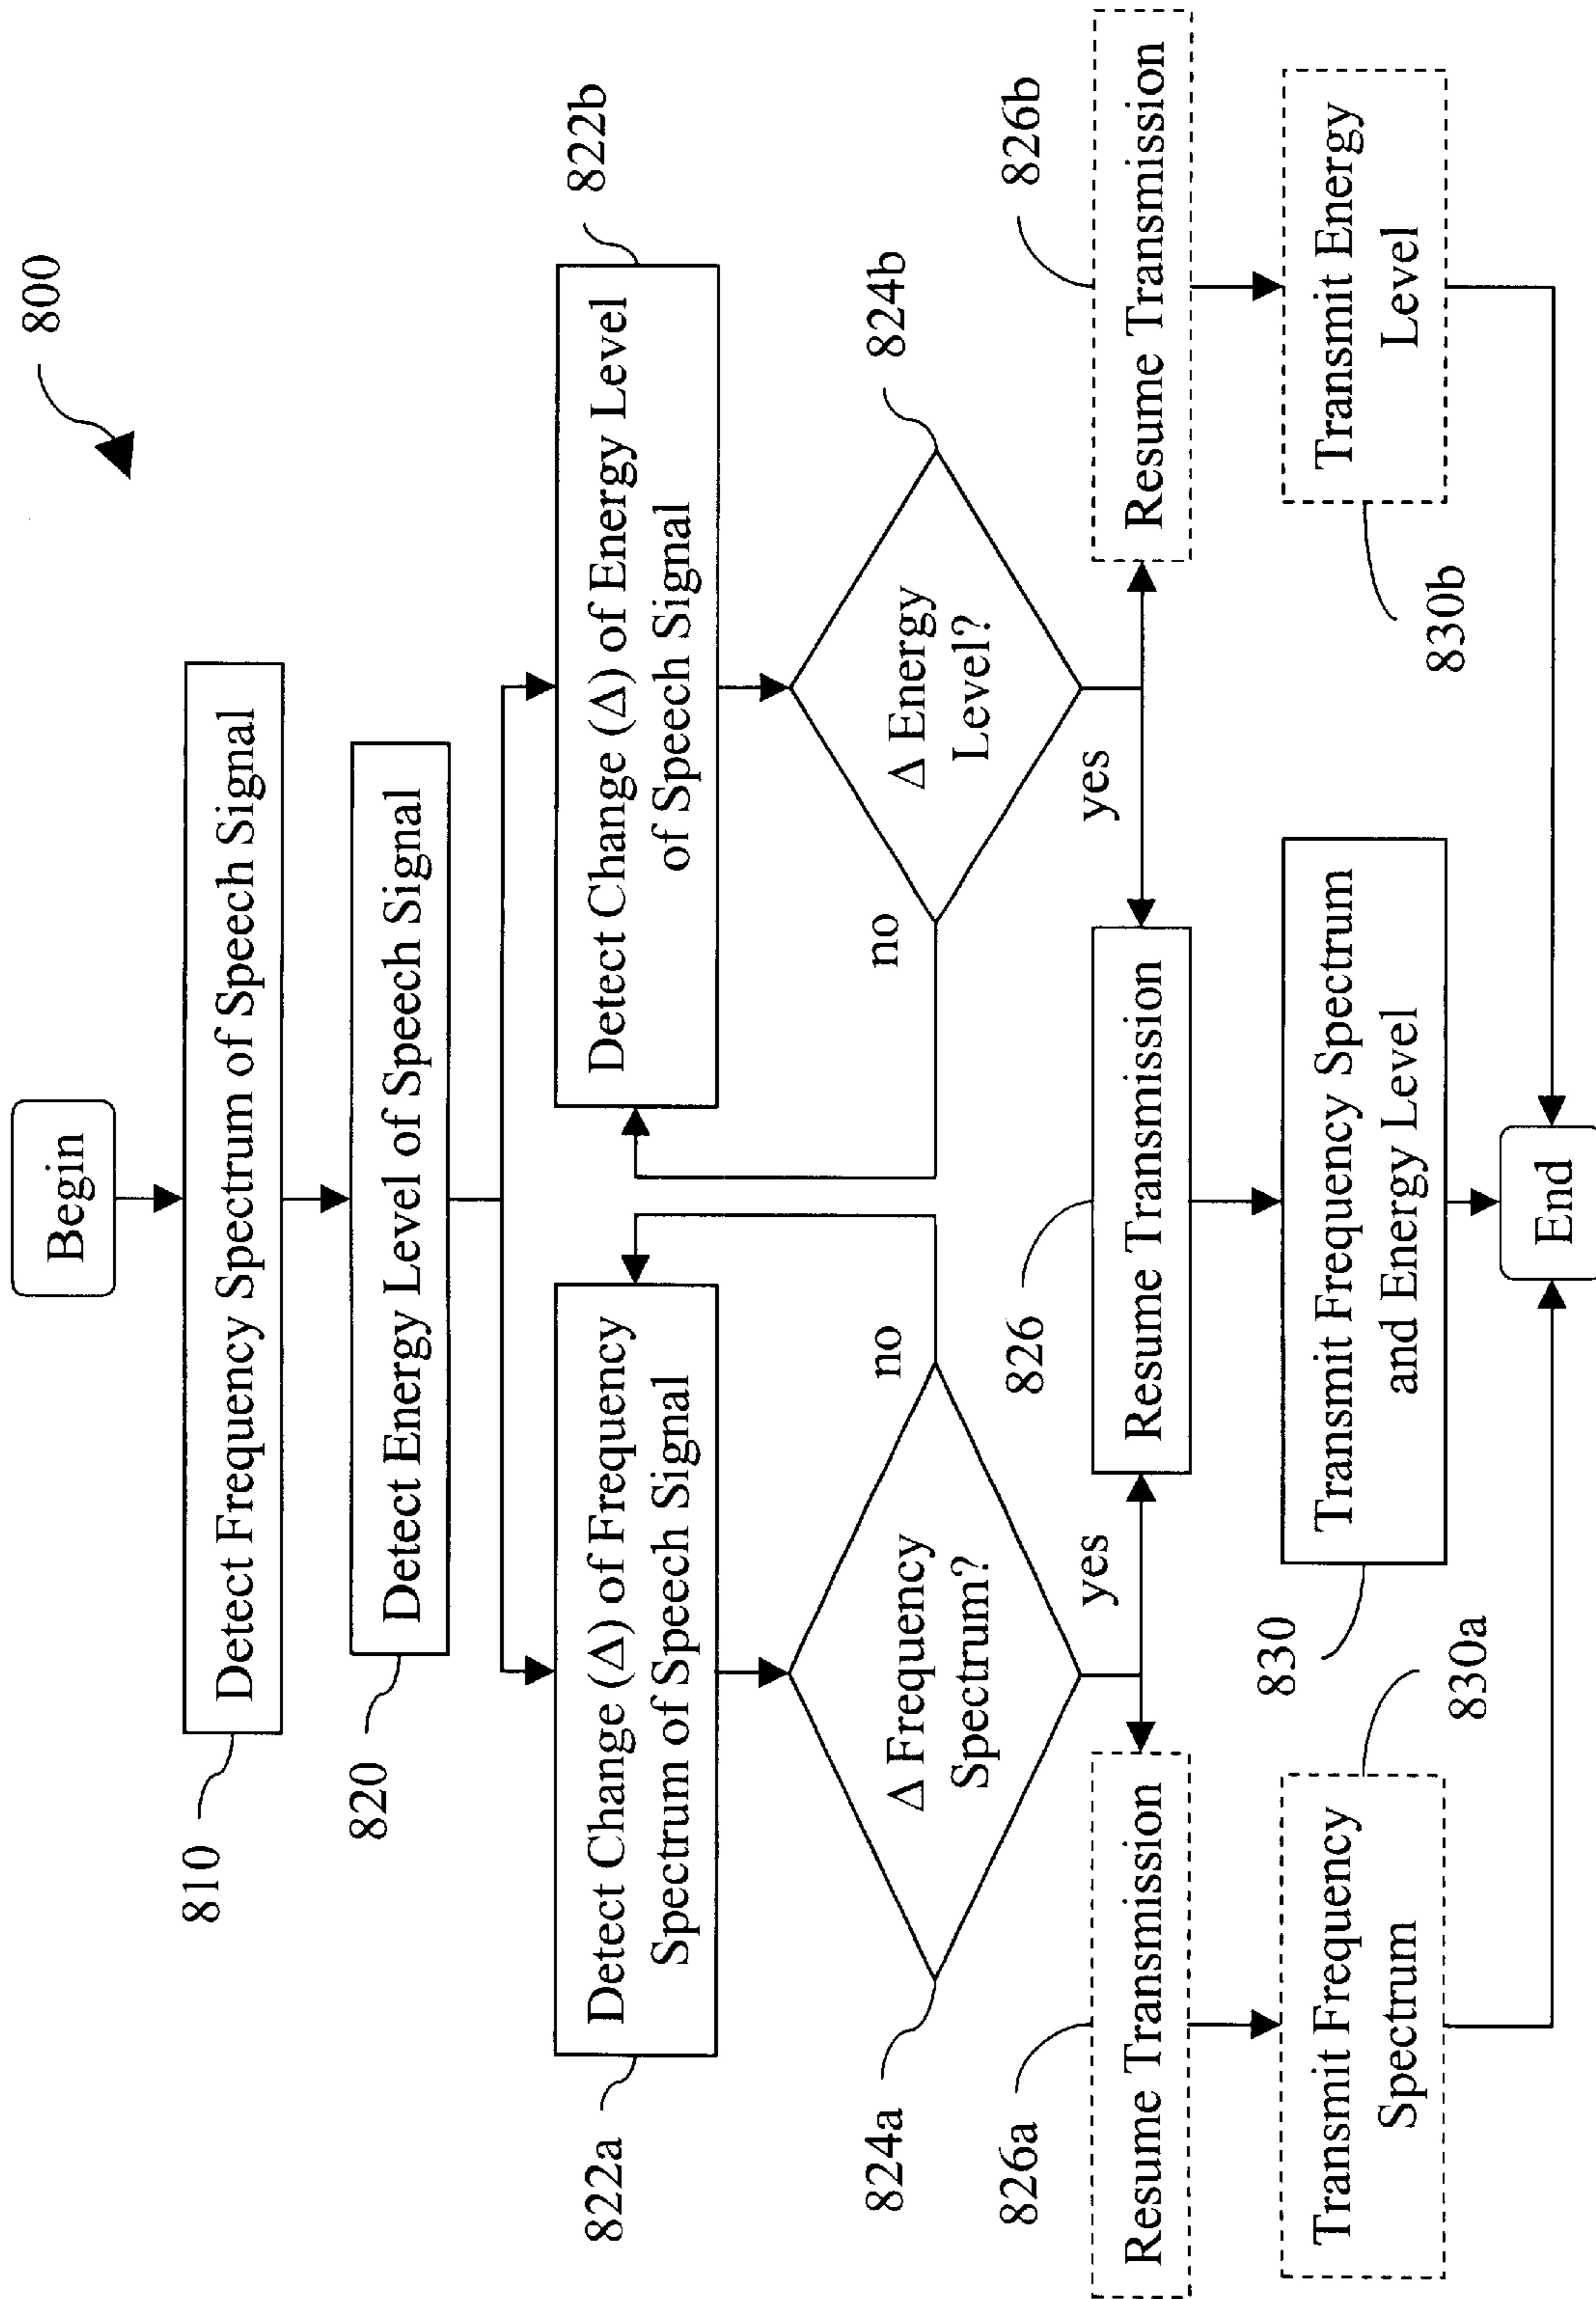 800
Begin
810
Detect Frequency Spectrum of Speech Signal
820
Detect Energy Level of Speech Signal
822a
Detect Change (Δ) of Frequency
Spectrum of Speech Signal
822b
Detect Change (Δ) of Energy Level
of Speech Signal
824a
Δ Frequency
Spectrum?
no
yes
824b
Δ Energy
Level?
no
yes
826a
Resume Transmission
826
Resume Transmission
826b
Resume Transmission
830a
Transmit Frequency
Spectrum
830
Transmit Frequency Spectrum
and Energy Level
830b
Transmit Energy
Level
End